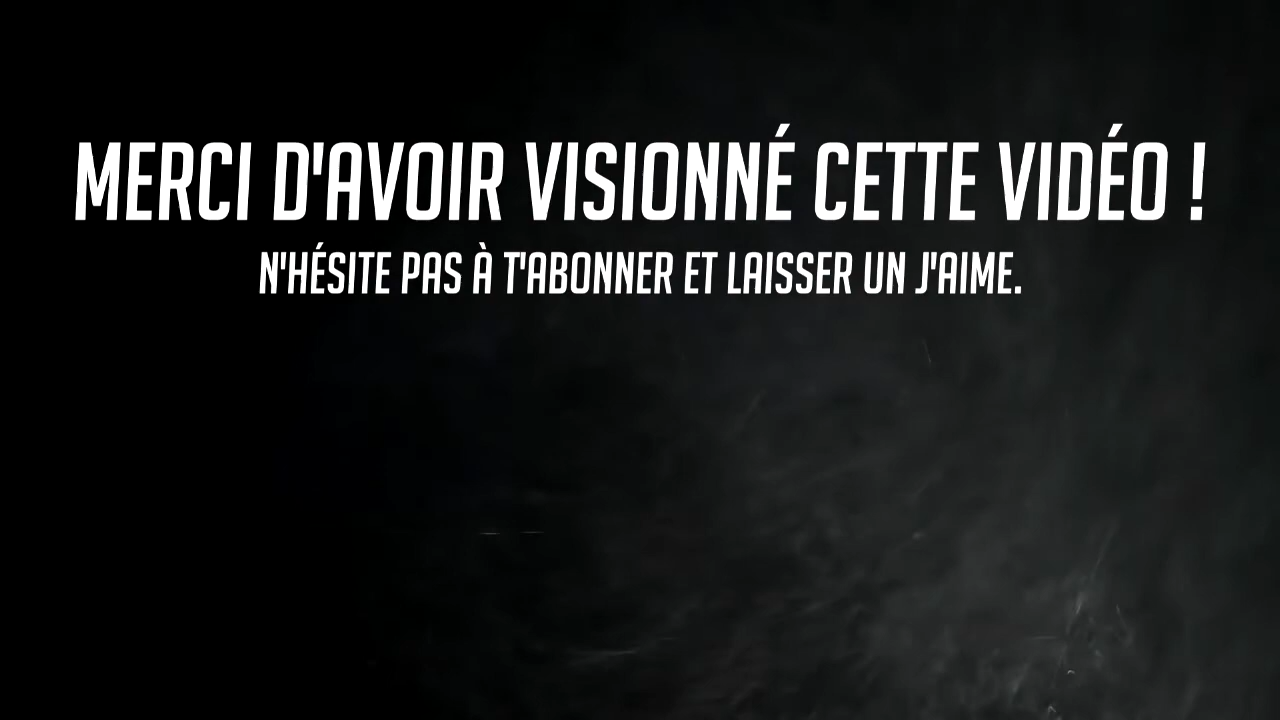 MERCI D'AVOIR VISIONNÉ CETTE VIDÉO !
N'HÉSITE PAS À T'ABONNER ET LAISSER UN J'AIME.